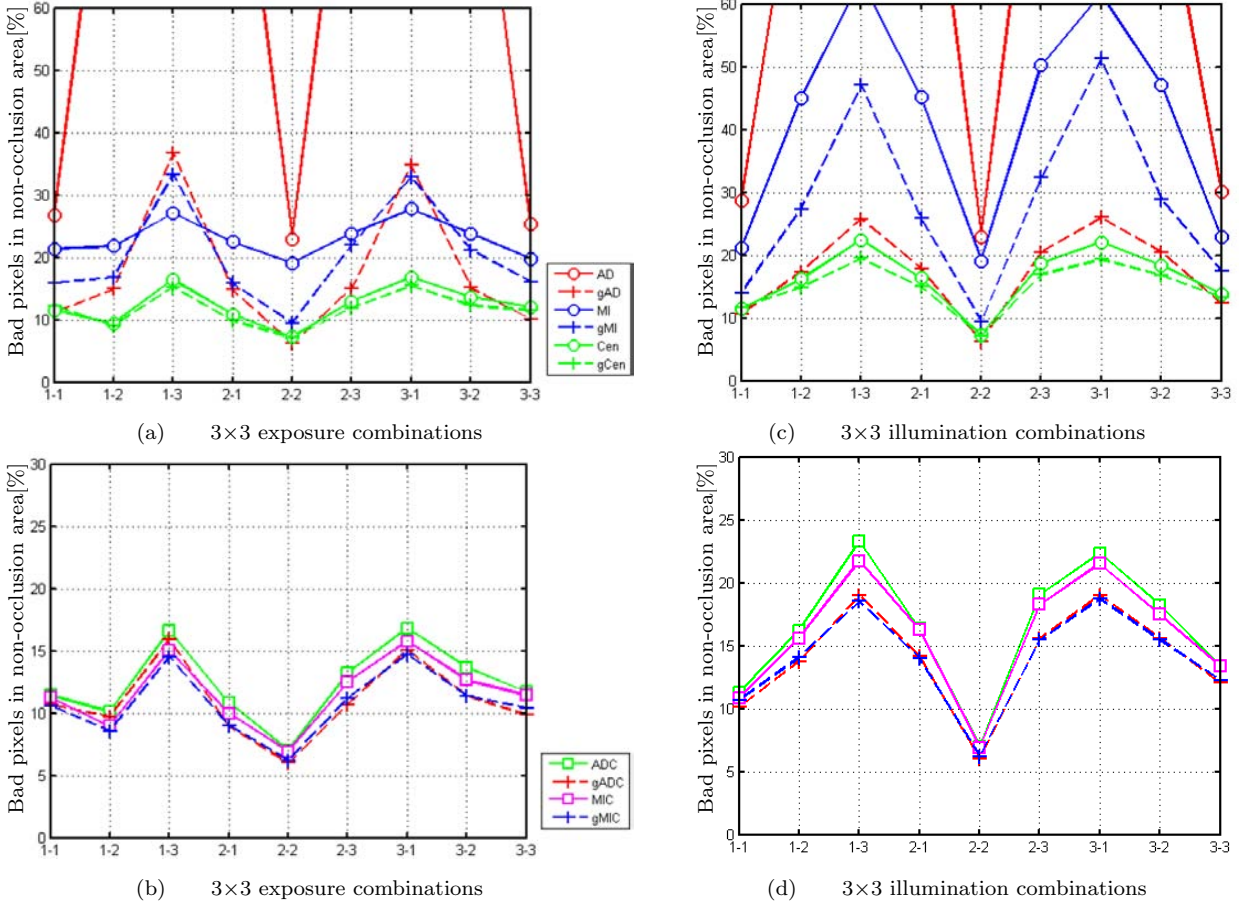 Bad pixels in non-occlusion area[%]
60
50
40
30
20
10
0
1-1 1-2 1-3 2-1 2-2 2-3 3-1 3-2 3-3
AD
gAD
MI
gMI
Cen
gCen
(a) 3×3 exposure combinations
Bad pixels in non-occlusion area[%]
60
50
40
30
20
10
0
1-1 1-2 1-3 2-1 2-2 2-3 3-1 3-2 3-3
(c) 3×3 illumination combinations
Bad pixels in non-occlusion area[%]
30
25
20
15
10
5
0
1-1 1-2 1-3 2-1 2-2 2-3 3-1 3-2 3-3
ADC
gADC
MIC
gMIC
(b) 3×3 exposure combinations
Bad pixels in non-occlusion area[%]
30
25
20
15
10
5
0
1-1 1-2 1-3 2-1 2-2 2-3 3-1 3-2 3-3
(d) 3×3 illumination combinations